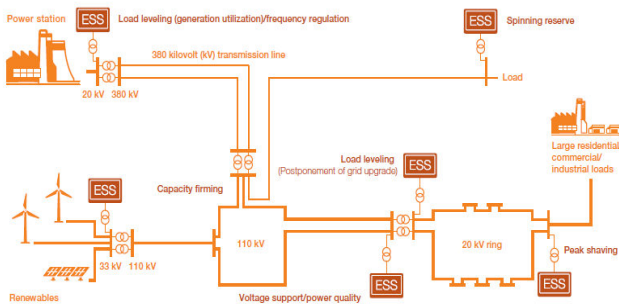 Power station
ESS
Load leveling (generation utilization)/frequency regulation
ESS
Spinning reserve
380 kilovolt (kV) transmission line
20 kV
380 kV
Load
Large residential
commercial/
industrial loads
Load leveling
(Postponement of grid upgrade)
ESS
Capacity firming
ESS
110 kV
20 kV ring
Peak shaving
33 kV
110 kV
ESS
ESS
Renewables
Voltage support/power quality